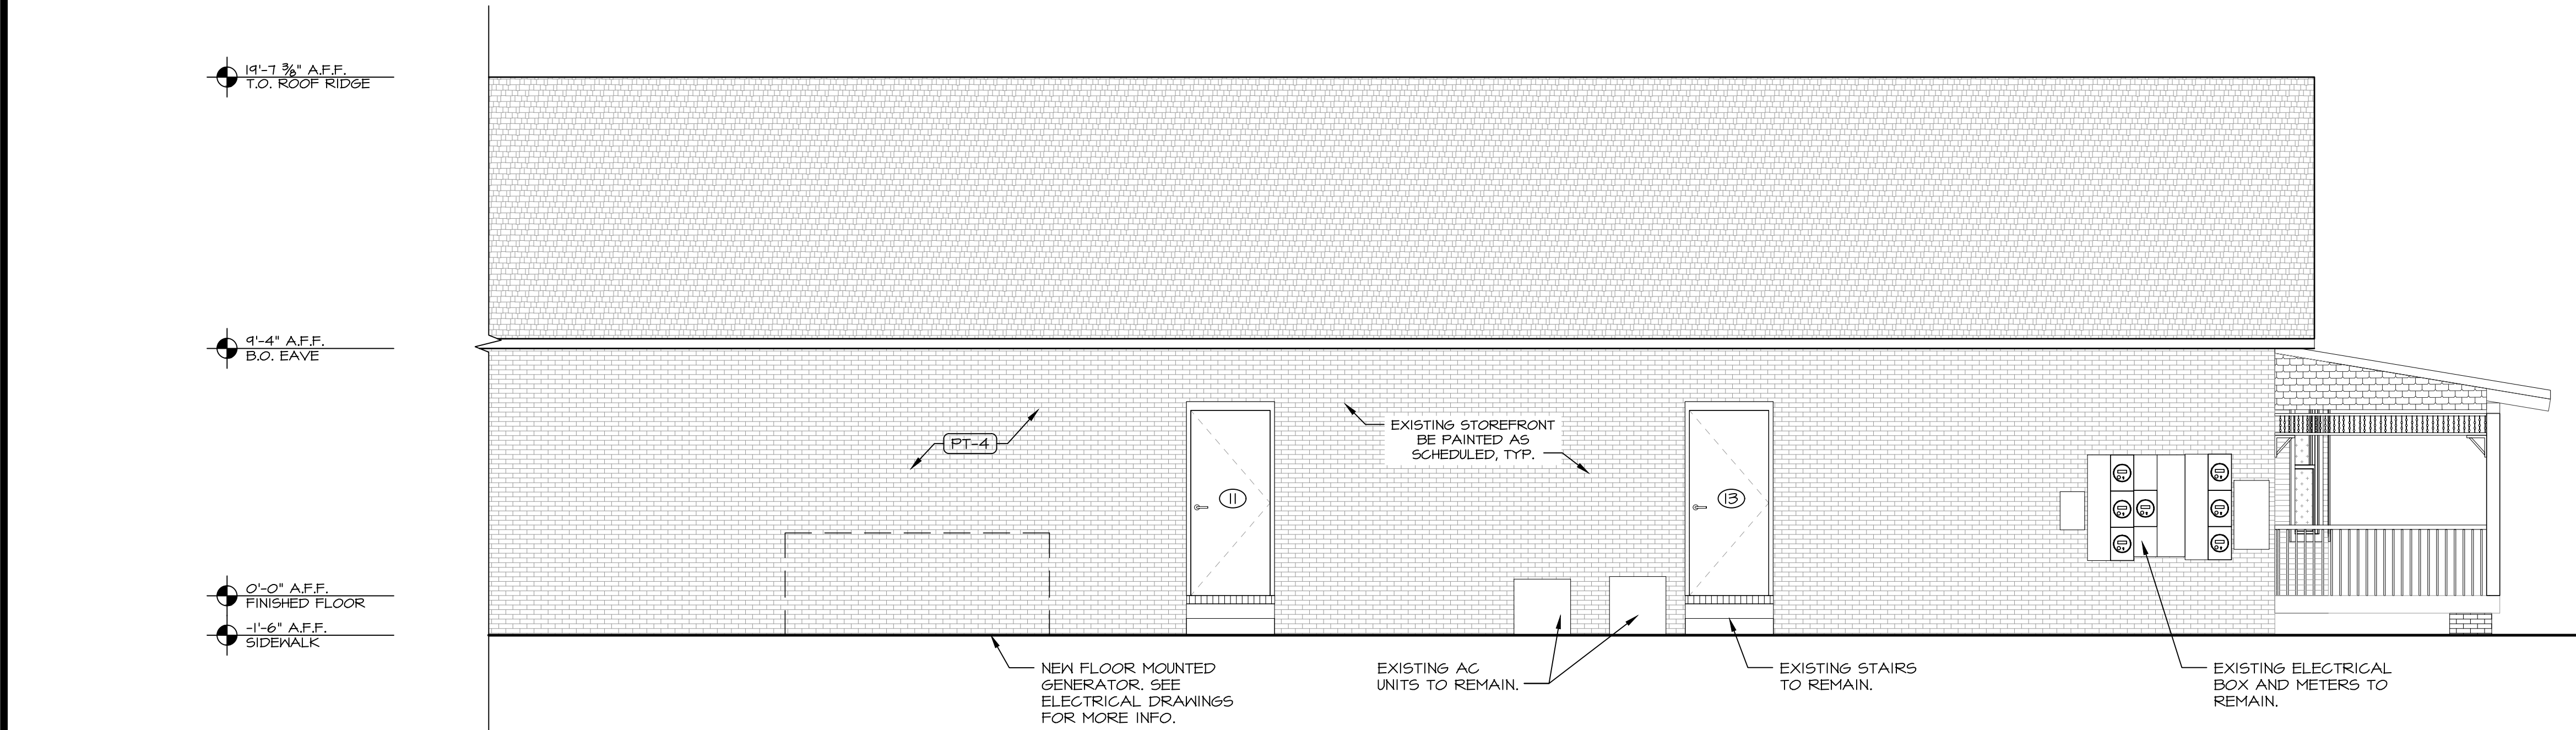 19'-7 ⅜" A.F.F.
T.O. ROOF RIDGE
9'-4" A.F.F.
B.O. EAVE
PT-4
11
EXISTING STOREFRONT
BE PAINTED AS
SCHEDULED, TYP.
13
0'-0" A.F.F.
FINISHED FLOOR
-1'-6" A.F.F.
SIDEWALK
NEW FLOOR MOUNTED
GENERATOR. SEE
ELECTRICAL DRAWINGS
FOR MORE INFO.
EXISTING AC
UNITS TO REMAIN.
EXISTING STAIRS
TO REMAIN.
EXISTING ELECTRICAL
BOX AND METERS TO
REMAIN.